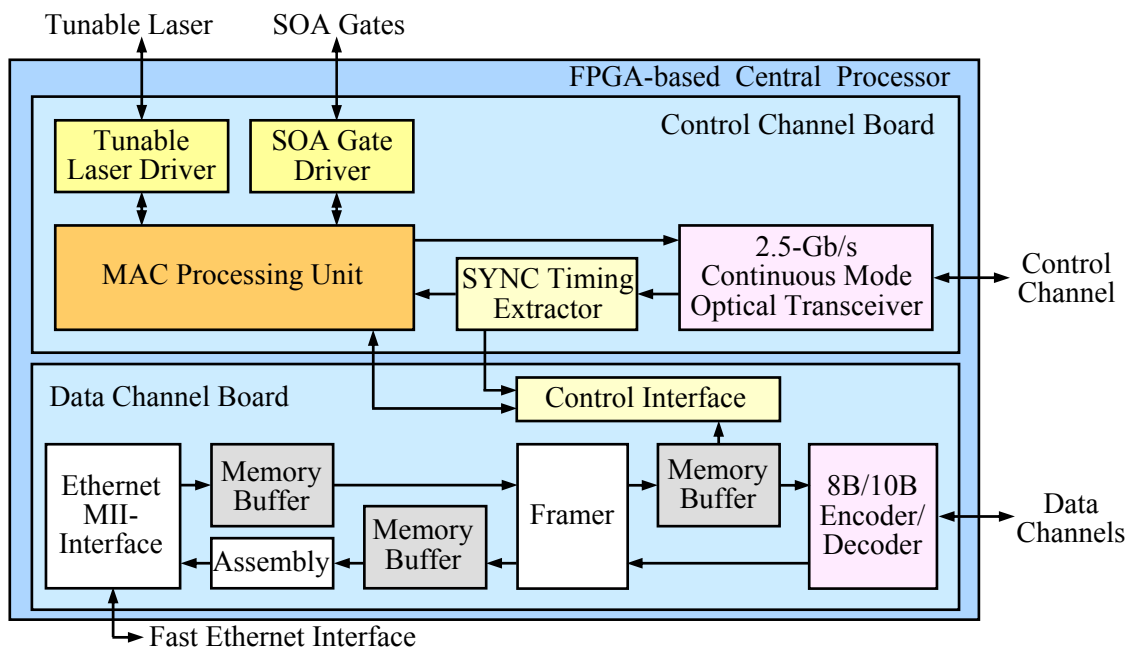 Tunable Laser
SOA Gates
FPGA-based Central Processor
Control Channel Board
Tunable
Laser Driver
SOA Gate
Driver
MAC Processing Unit
SYNC Timing
Extractor
2.5-Gb/s
Continuous Mode
Optical Transceiver
Control
Channel
Data Channel Board
Control Interface
Ethernet
MII-
Interface
Memory
Buffer
Framer
Memory
Buffer
8B/10B
Encoder/
Decoder
Data
Channels
Assembly
Memory
Buffer
Fast Ethernet Interface